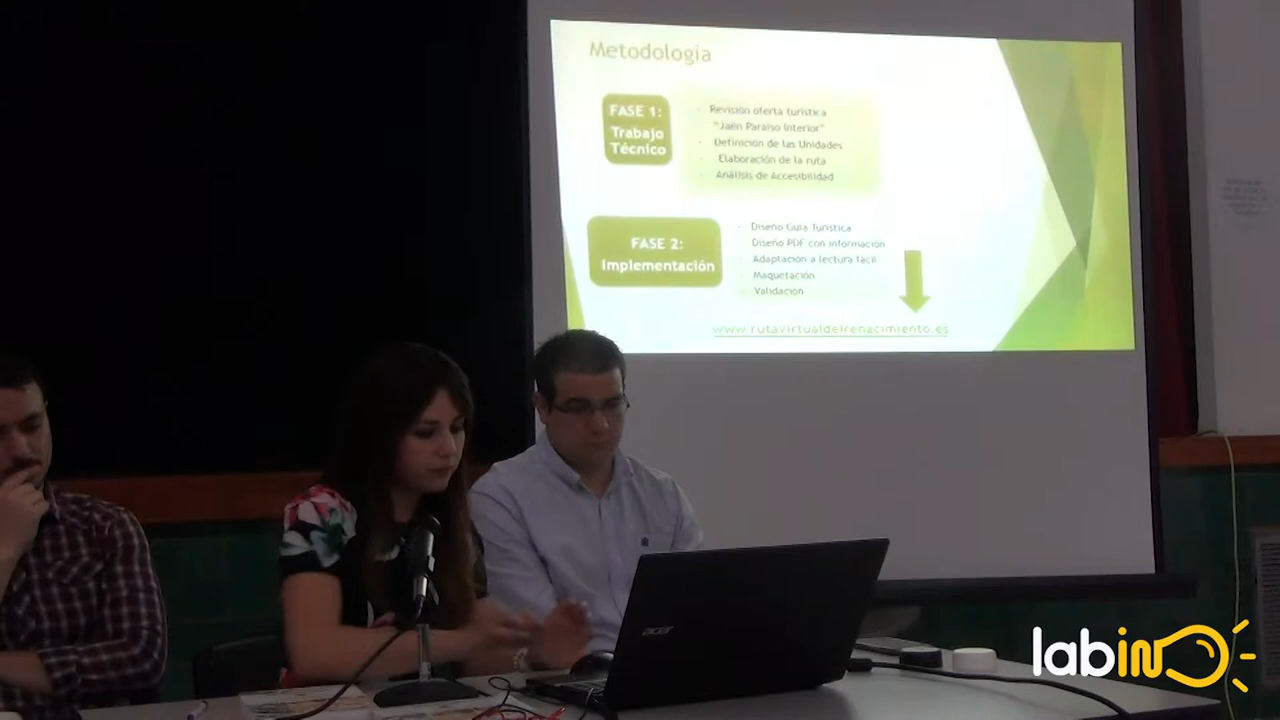 Metodología
FASE 1:
Trabajo
Técnico
Revisión oferta turística
"Jaén Paraíso Interior"
Definición de las Unidades
Elaboración de la ruta
Análisis de Accesibilidad
FASE 2:
Implementación
Diseño Guía Turística
Diseño PDF con información
Adaptación a lectura fácil
Maquetación
Validación
www.rutavirtualdelrenacimiento.es
acer
labin